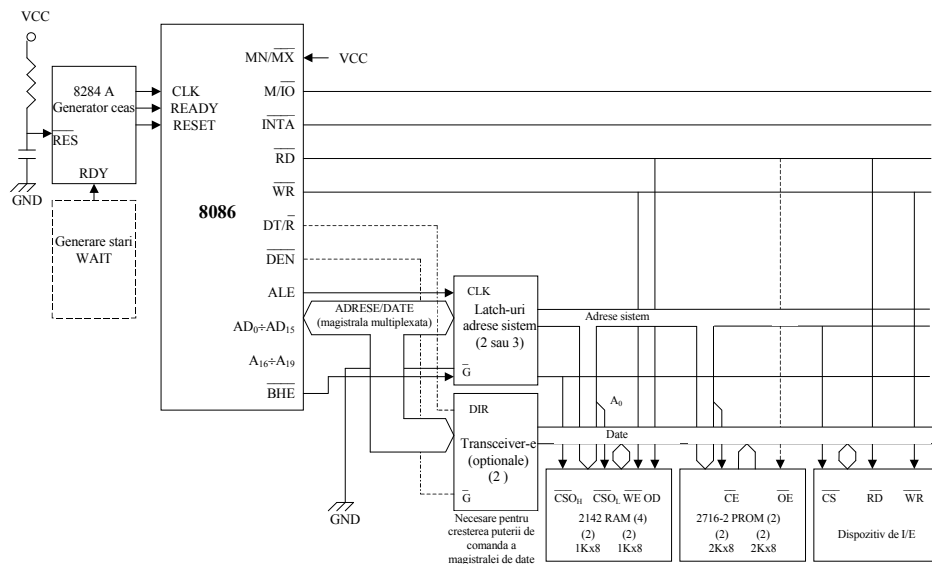 VCC
8284 A
Generator ceas
RES
RDY
GND
Generare stari
WAIT
CLK
READY
RESET
8086
MN/MX
VCC
M/IO
INTA
RD
WR
DT/R
DEN
ALE
AD0÷AD15
A16÷A19
BHE
ADRESE/DATE
(magistrala multiplexata)
GND
CLK
Latch-uri
adrese sistem
(2 sau 3)
G
Adrese sistem
A0
DIR
Transceiver-e
(optionale)
(2 )
G
Date
Necesare pentru
cresterea puterii de
comanda a
magistralei de date
CSOH CSOL WE OD
2142 RAM (4)
(2) (2)
1Kx8 1Kx8
CE OE
2716-2 PROM (2)
(2) (2)
2Kx8 2Kx8
CS RD WR
Dispozitiv de I/E